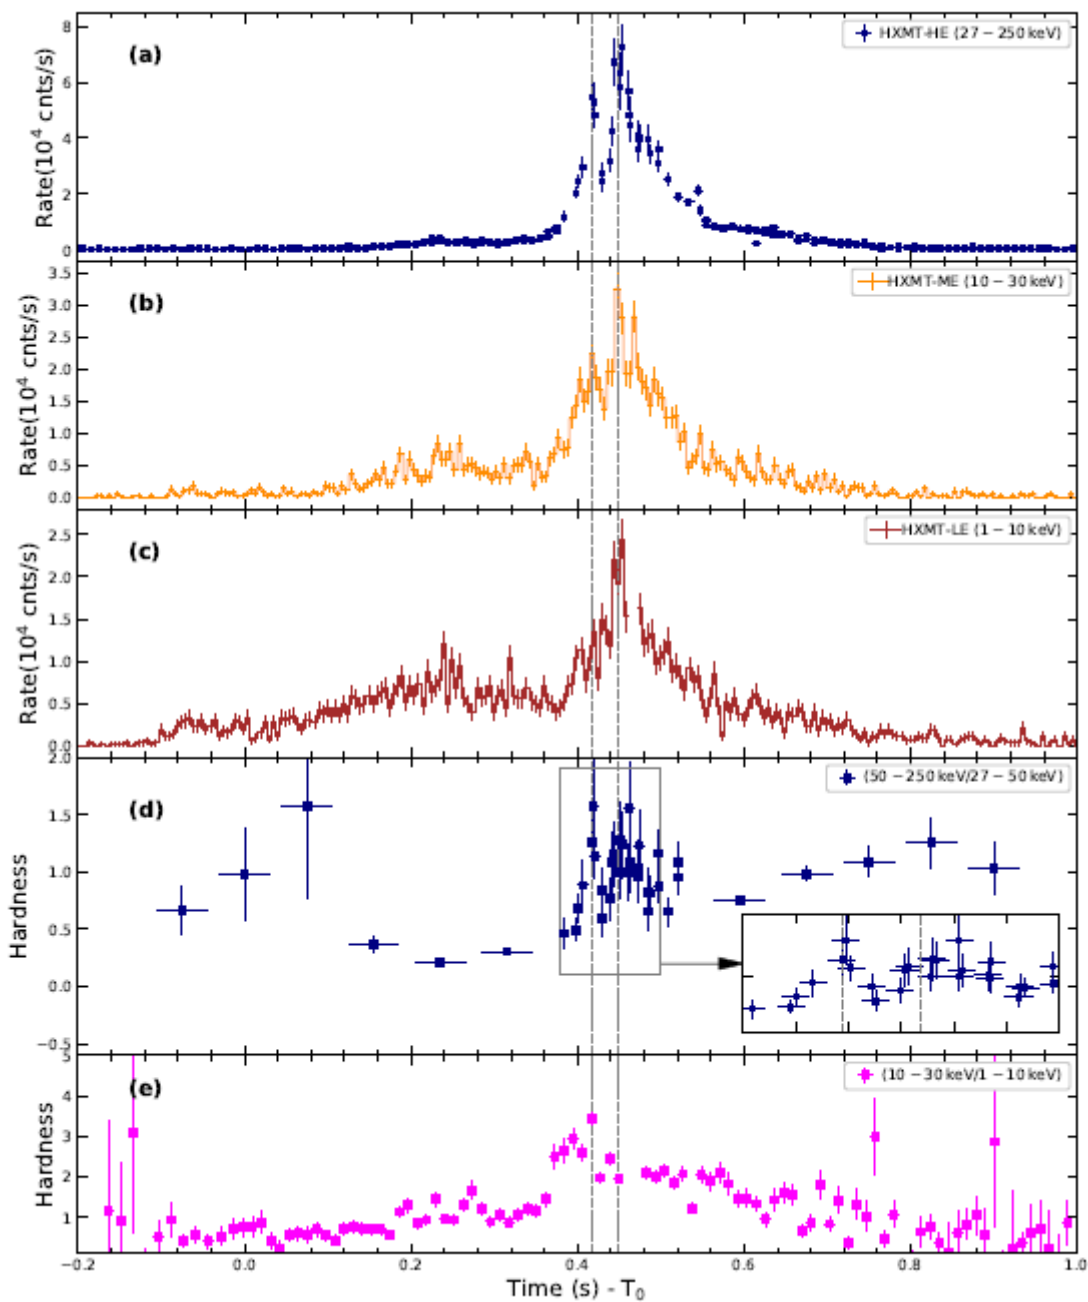 8
6
4
2
0
Rate(10⁴ cnts/s)
(a)
HXMT-HE (27 − 250 keV)
3.5
3.0
2.5
2.0
1.5
1.0
0.5
0.0
Rate(10⁴ cnts/s)
(b)
HXMT-ME (10 − 30 keV)
2.5
2.0
1.5
1.0
0.5
0.0
Rate(10⁴ cnts/s)
(c)
HXMT-LE (1 − 10 keV)
2.0
1.5
1.0
0.5
0.0
−0.5
Hardness
(d)
(50 − 250 keV/27 − 50 keV)
5
4
3
2
1
Hardness
(e)
(10 − 30 keV/1 − 10 keV)
−0.2 0.0 0.2 0.4 0.6 0.8 1.0
Time (s) - T₀